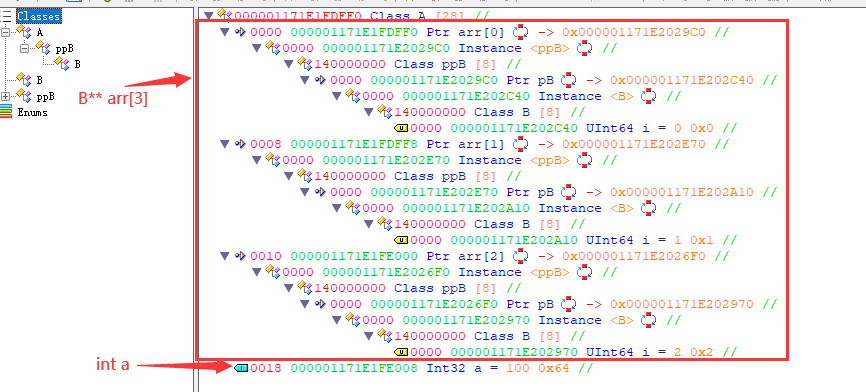 Classes
A
ppB
B
B
ppB
Enums
B** arr[3]
int a
000001171E1FDFF0 Class A [28] //
0000 000001171E1FDFF0 Ptr arr[0] -> 0x000001171E2029C0 //
0000 000001171E2029C0 Instance <ppB> //
140000000 Class ppB [8] //
0000 000001171E2029C0 Ptr pB -> 0x000001171E202C40 //
0000 000001171E202C40 Instance <B> //
140000000 Class B [8] //
0000 000001171E202C40 UInt64 i = 0 0x0 //
0008 000001171E1FDFF8 Ptr arr[1] -> 0x000001171E202E70 //
0000 000001171E202E70 Instance <ppB> //
140000000 Class ppB [8] //
0000 000001171E202E70 Ptr pB -> 0x000001171E202A10 //
0000 000001171E202A10 Instance <B> //
140000000 Class B [8] //
0000 000001171E202A10 UInt64 i = 1 0x1 //
0010 000001171E1FE000 Ptr arr[2] -> 0x000001171E2026F0 //
0000 000001171E2026F0 Instance <ppB> //
140000000 Class ppB [8] //
0000 000001171E2026F0 Ptr pB -> 0x000001171E202970 //
0000 000001171E202970 Instance <B> //
140000000 Class B [8] //
0000 000001171E202970 UInt64 i = 2 0x2 //
0018 000001171E1FE008 Int32 a = 100 0x64 //